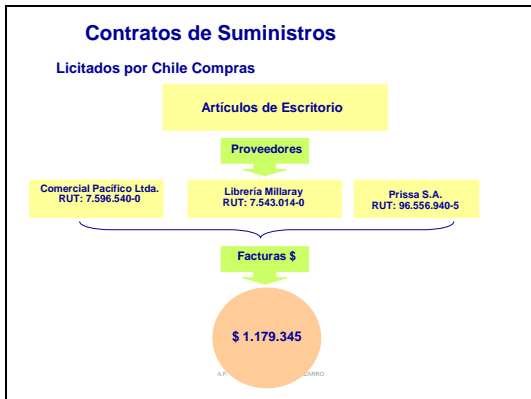 Contratos de Suministros
Licitados por Chile Compras
Artículos de Escritorio
Proveedores
Comercial Pacífico Ltda.
RUT: 7.596.540-0
Librería Millaray
RUT: 7.543.014-0
Prissa S.A.
RUT: 96.556.940-5
Facturas $
$ 1.179.345
A.P. ZARRO